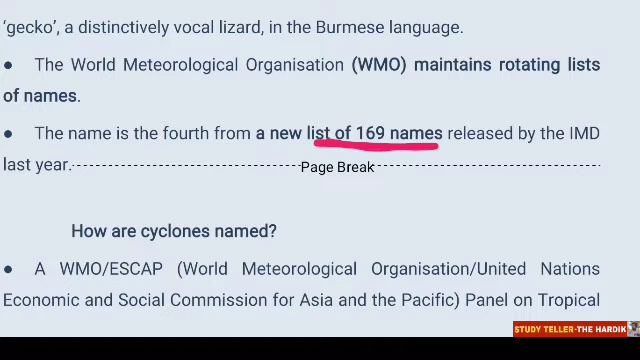 ‘gecko’, a distinctively vocal lizard, in the Burmese language.
● The World Meteorological Organisation (WMO) maintains rotating lists
of names.
● The name is the fourth from a new list of 169 names released by the IMD
last year.
Page Break
How are cyclones named?
● A WMO/ESCAP (World Meteorological Organisation/United Nations
Economic and Social Commission for Asia and the Pacific) Panel on Tropical
STUDY TELLER-THE HARDIK